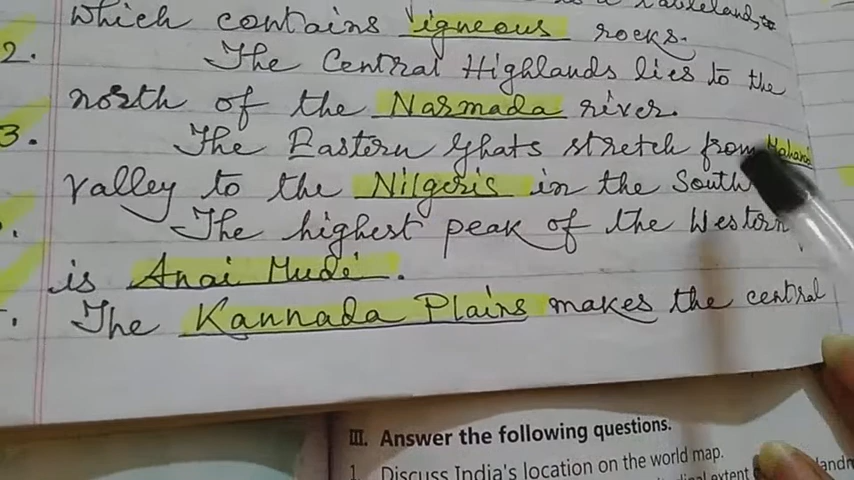 which contains igneous rocks.
2.
The Central Highlands lies to the
north of the Narmada river.
3.
The Eastern Ghats stretch from
valley to the Nilgeris in the South
The highest peak of the Western
is Anai Mudi.
The Kannada Plains makes the central
III. Answer the following questions.
1. Discuss India's location on the world map.
extent